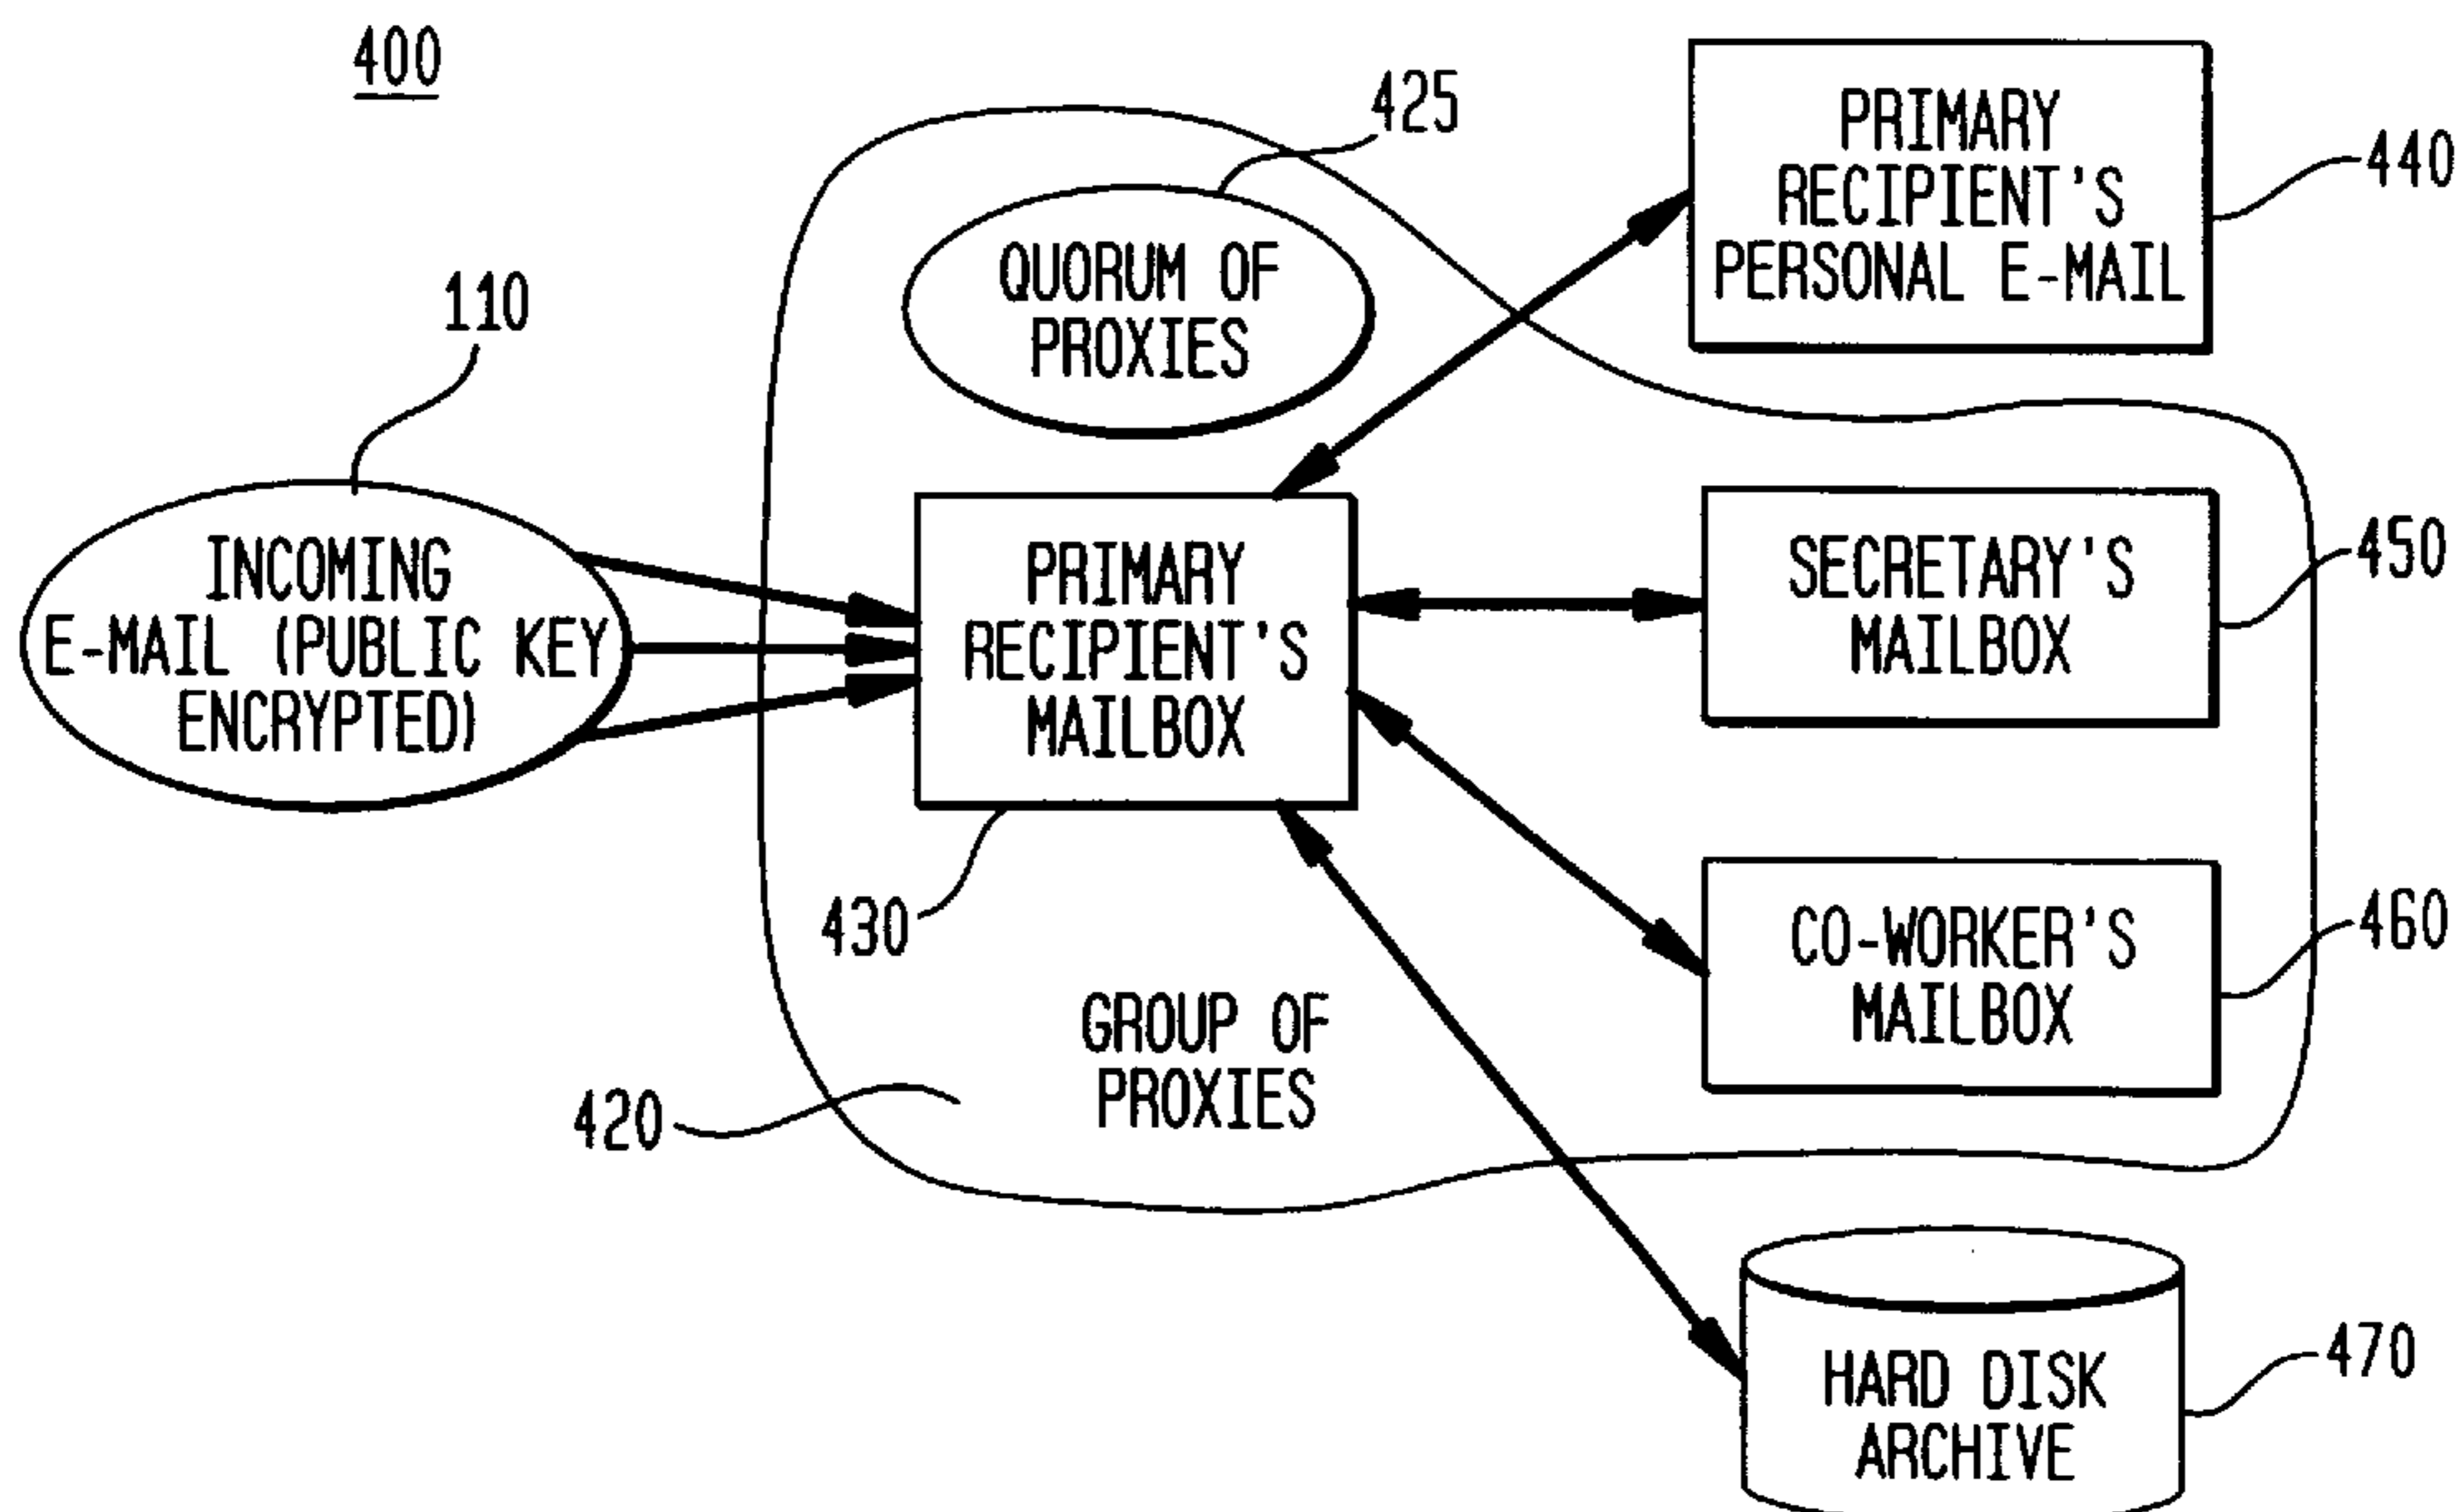 400
425
PRIMARY
RECIPIENT'S
PERSONAL E-MAIL
440
QUORUM OF
PROXIES
110
INCOMING
E-MAIL (PUBLIC KEY
ENCRYPTED)
PRIMARY
RECIPIENT'S
MAILBOX
430
SECRETARY'S
MAILBOX
450
CO-WORKER'S
MAILBOX
460
GROUP OF
PROXIES
420
HARD DISK
ARCHIVE
470